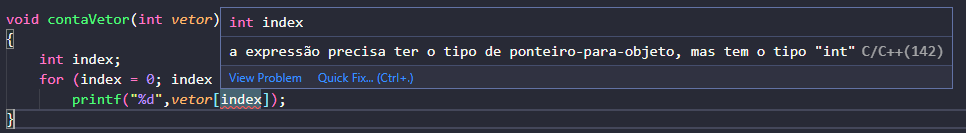 void contaVetor(int vetor)
int index
{
a expressão precisa ter o tipo de ponteiro-para-objeto, mas tem o tipo "int" C/C++(142)
int index;
View Problem Quick Fix... (Ctrl+.)
for (index = 0; index
printf("%d",vetor[index]);
}